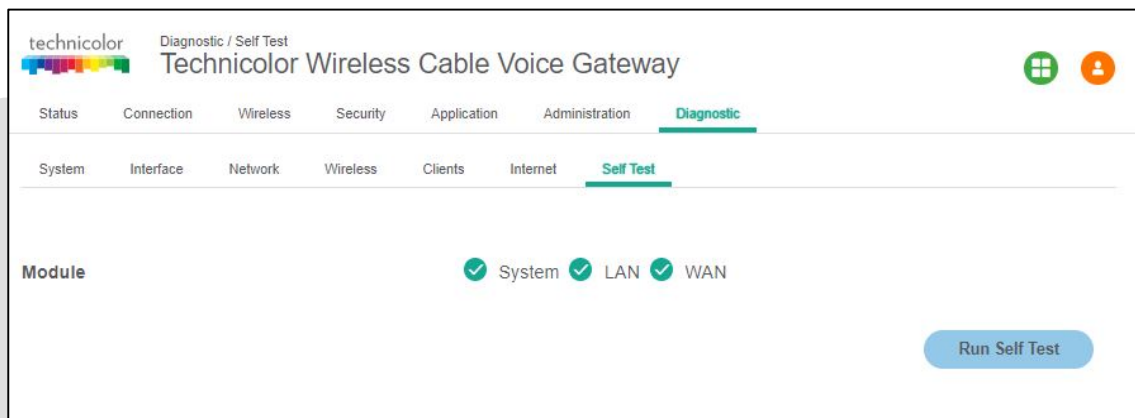 technicolor
Diagnostic / Self Test
Technicolor Wireless Cable Voice Gateway
Status Connection Wireless Security Application Administration Diagnostic
System Interface Network Wireless Clients Internet Self Test
Module System LAN WAN
Run Self Test